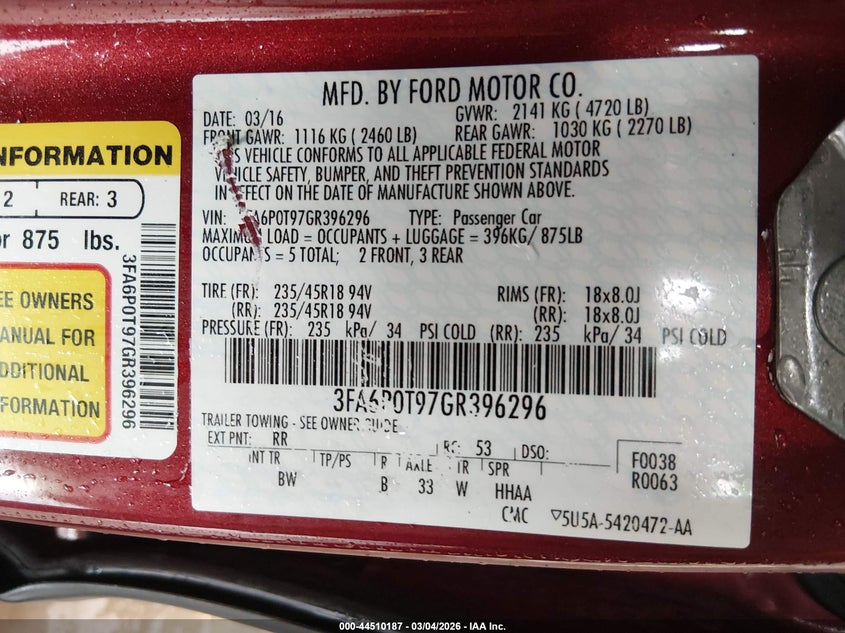 MFD. BY FORD MOTOR CO.
DATE: 03/16 GVWR: 2141 KG ( 4720 LB)
FRONT GAWR: 1116 KG ( 2460 LB) REAR GAWR: 1030 KG ( 2270 LB)
VEHICLE CONFORMS TO ALL APPLICABLE FEDERAL MOTOR
VEHICLE SAFETY, BUMPER, AND THEFT PREVENTION STANDARDS
IN EFFECT ON THE DATE OF MANUFACTURE SHOWN ABOVE.
VIN: A6P0T97GR396296 TYPE: Passenger Car
MAXIMUM LOAD = OCCUPANTS + LUGGAGE = 396KG/ 875LB
OCCUPANTS = 5 TOTAL; 2 FRONT, 3 REAR
TIRE (FR): 235/45R18 94V RIMS (FR): 18x8.0J
(RR): 235/45R18 94V (RR): 18x8.0J
PRESSURE (FR): 235 kPa/ 34 PSI COLD (RR): 235 kPa/ 34 PSI COLD
3FA6P0T97GR396296
TRAILER TOWING - SEE OWNER GUIDE
EXT PNT: RR RC: 53 DSO: F0038
R0063
INT TR TP/PS R AXLE TR SPR
BW B 33 W HHAA
CMC ▽5U5A-5420472-AA
NFORMATION
2 REAR: 3
or 875 lbs.
EE OWNERS
MANUAL FOR
DDITIONAL
NFORMATION
3FA6P0T97GR396296
000-44510187 - 03/04/2026 - IAA Inc.